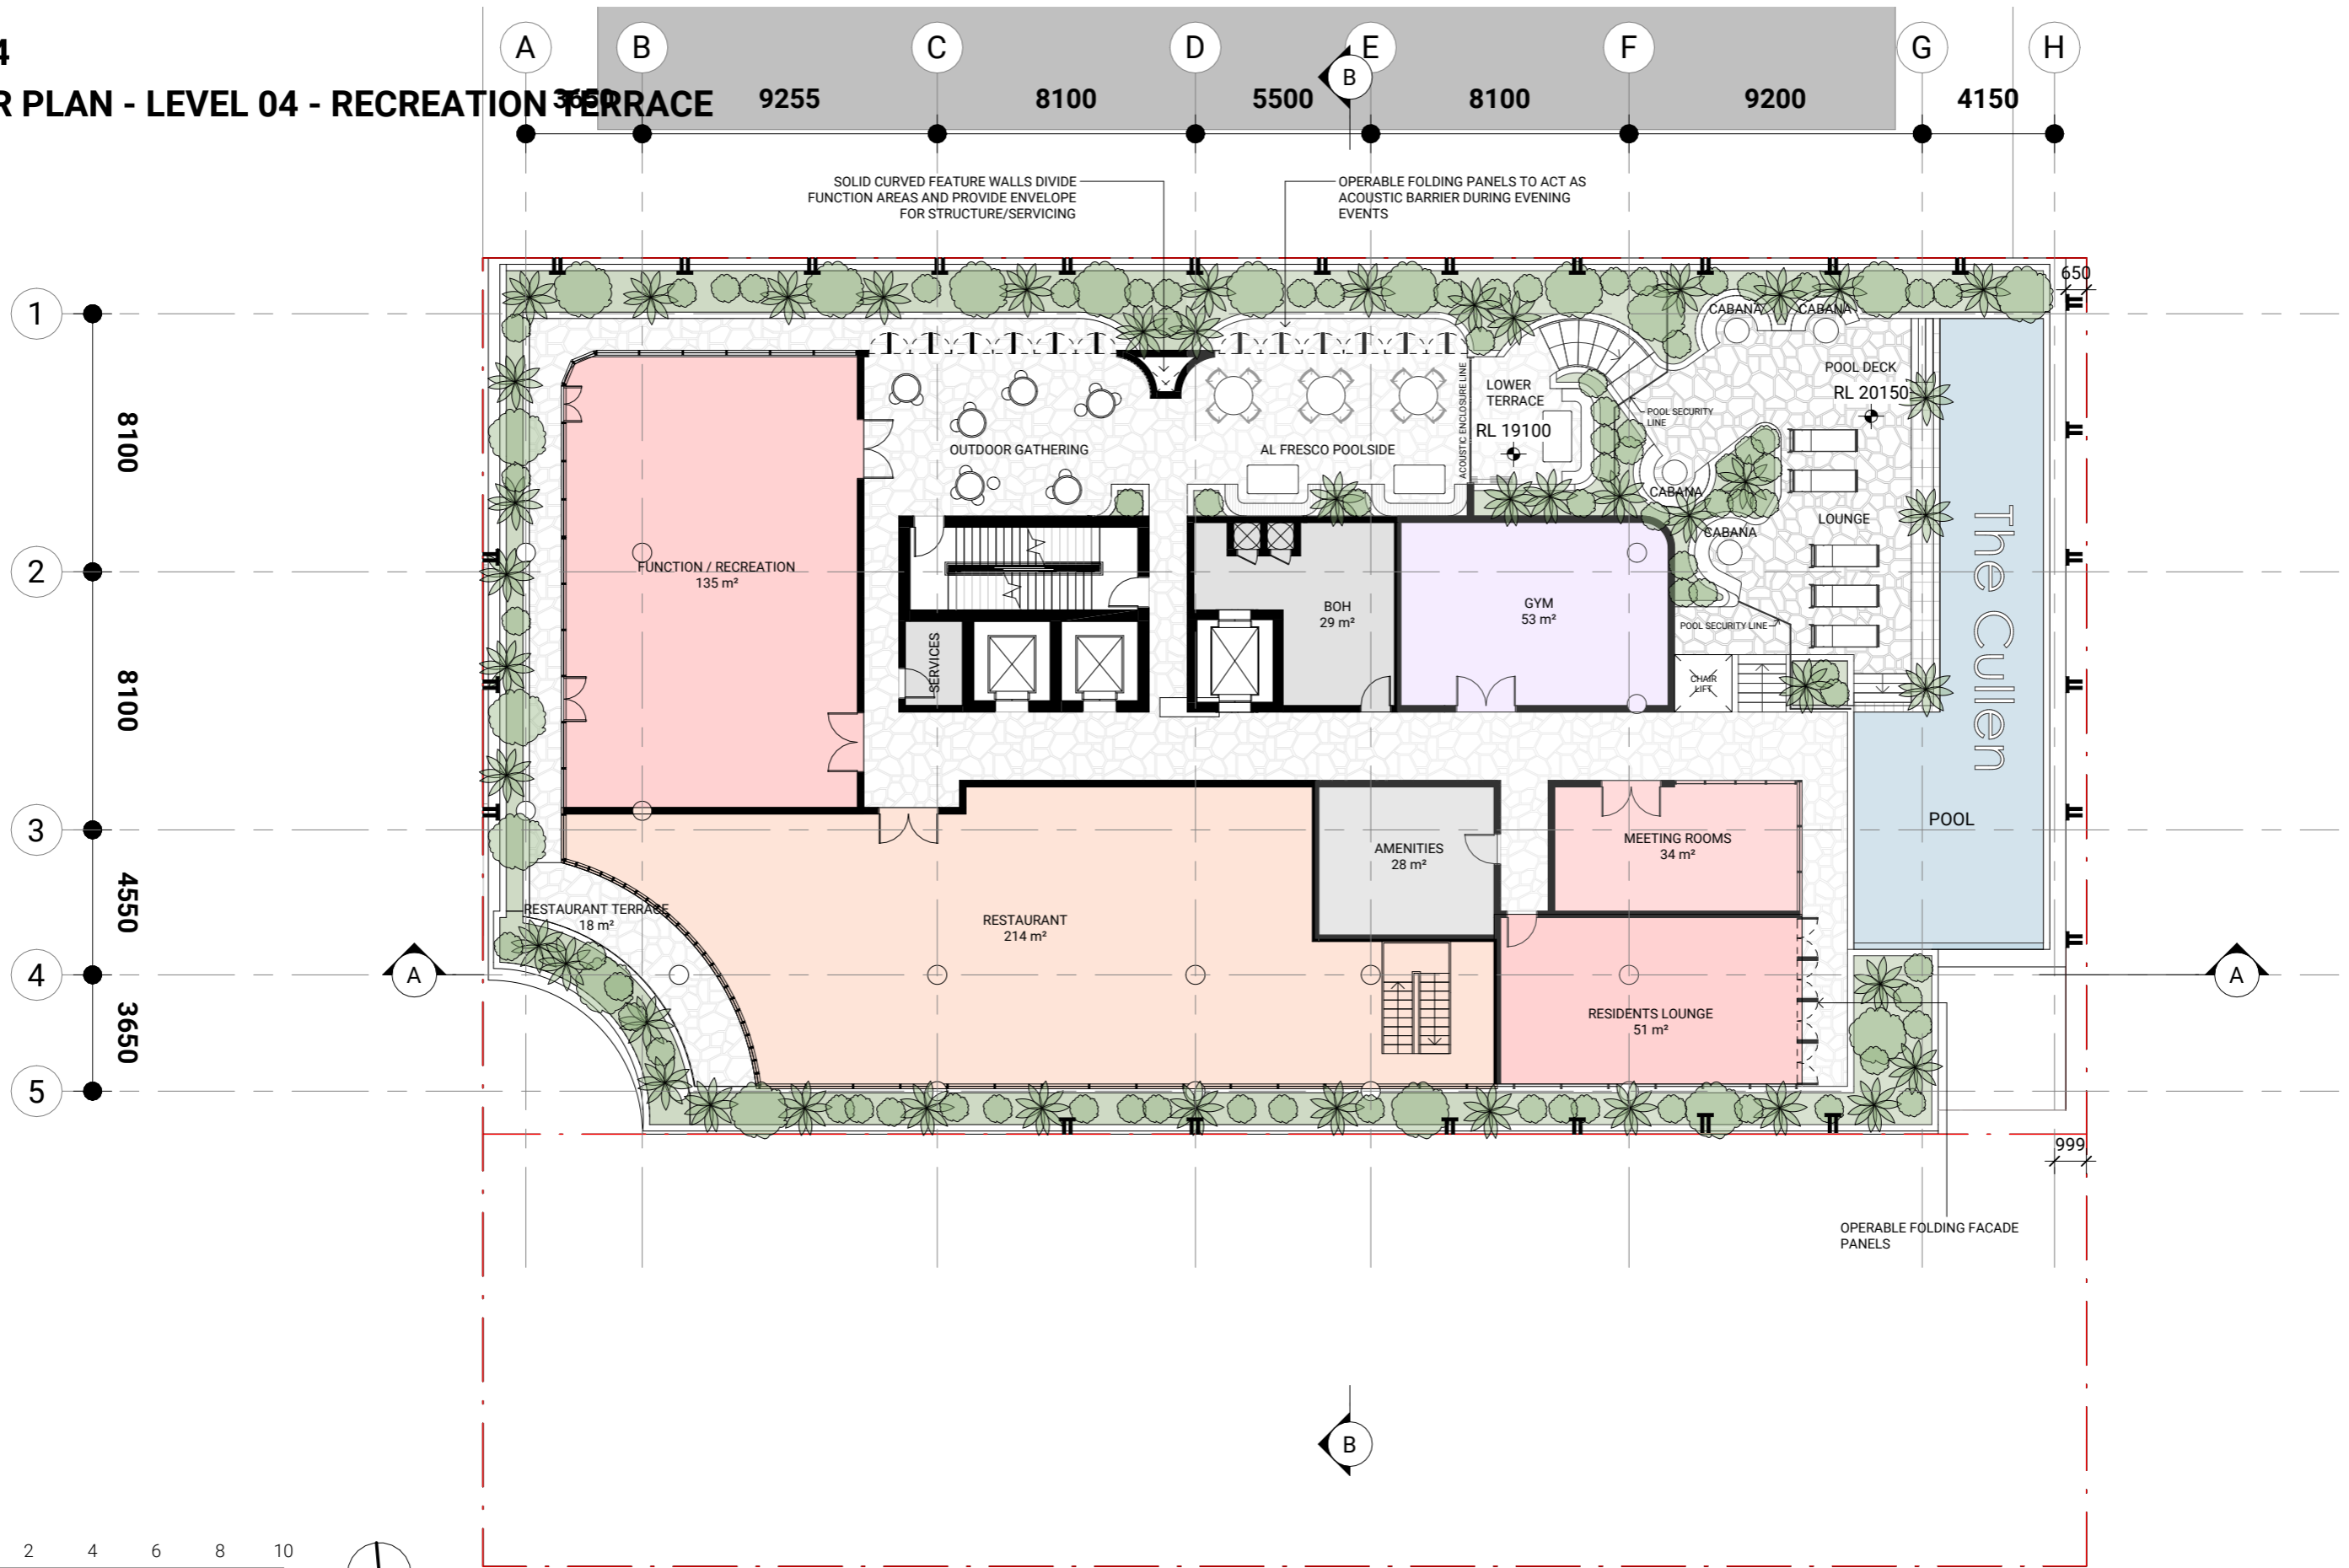 4
R PLAN - LEVEL 04 - RECREATION TERRACE
A
B
C
D
E
F
G
H
B
3650
9255
8100
5500
8100
9200
4150
SOLID CURVED FEATURE WALLS DIVIDE
FUNCTION AREAS AND PROVIDE ENVELOPE
FOR STRUCTURE/SERVICING
OPERABLE FOLDING PANELS TO ACT AS
ACOUSTIC BARRIER DURING EVENING
EVENTS
650
1
2
3
4
5
8100
8100
4550
3650
CABANA
CABANA
POOL DECK
RL 20150
LOWER
TERRACE
RL 19100
POOL SECURITY
LINE
ACOUSTIC ENCLOSURE LINE
OUTDOOR GATHERING
AL FRESCO POOLSIDE
CABANA
LOUNGE
CABANA
The Cullen
FUNCTION / RECREATION
135 m²
BOH
29 m²
GYM
53 m²
SERVICES
POOL SECURITY LINE
CHAIR
LIFT
POOL
MEETING ROOMS
34 m²
AMENITIES
28 m²
RESTAURANT TERRACE
18 m²
RESTAURANT
214 m²
A
A
RESIDENTS LOUNGE
51 m²
999
OPERABLE FOLDING FACADE
PANELS
B
2
4
6
8
10